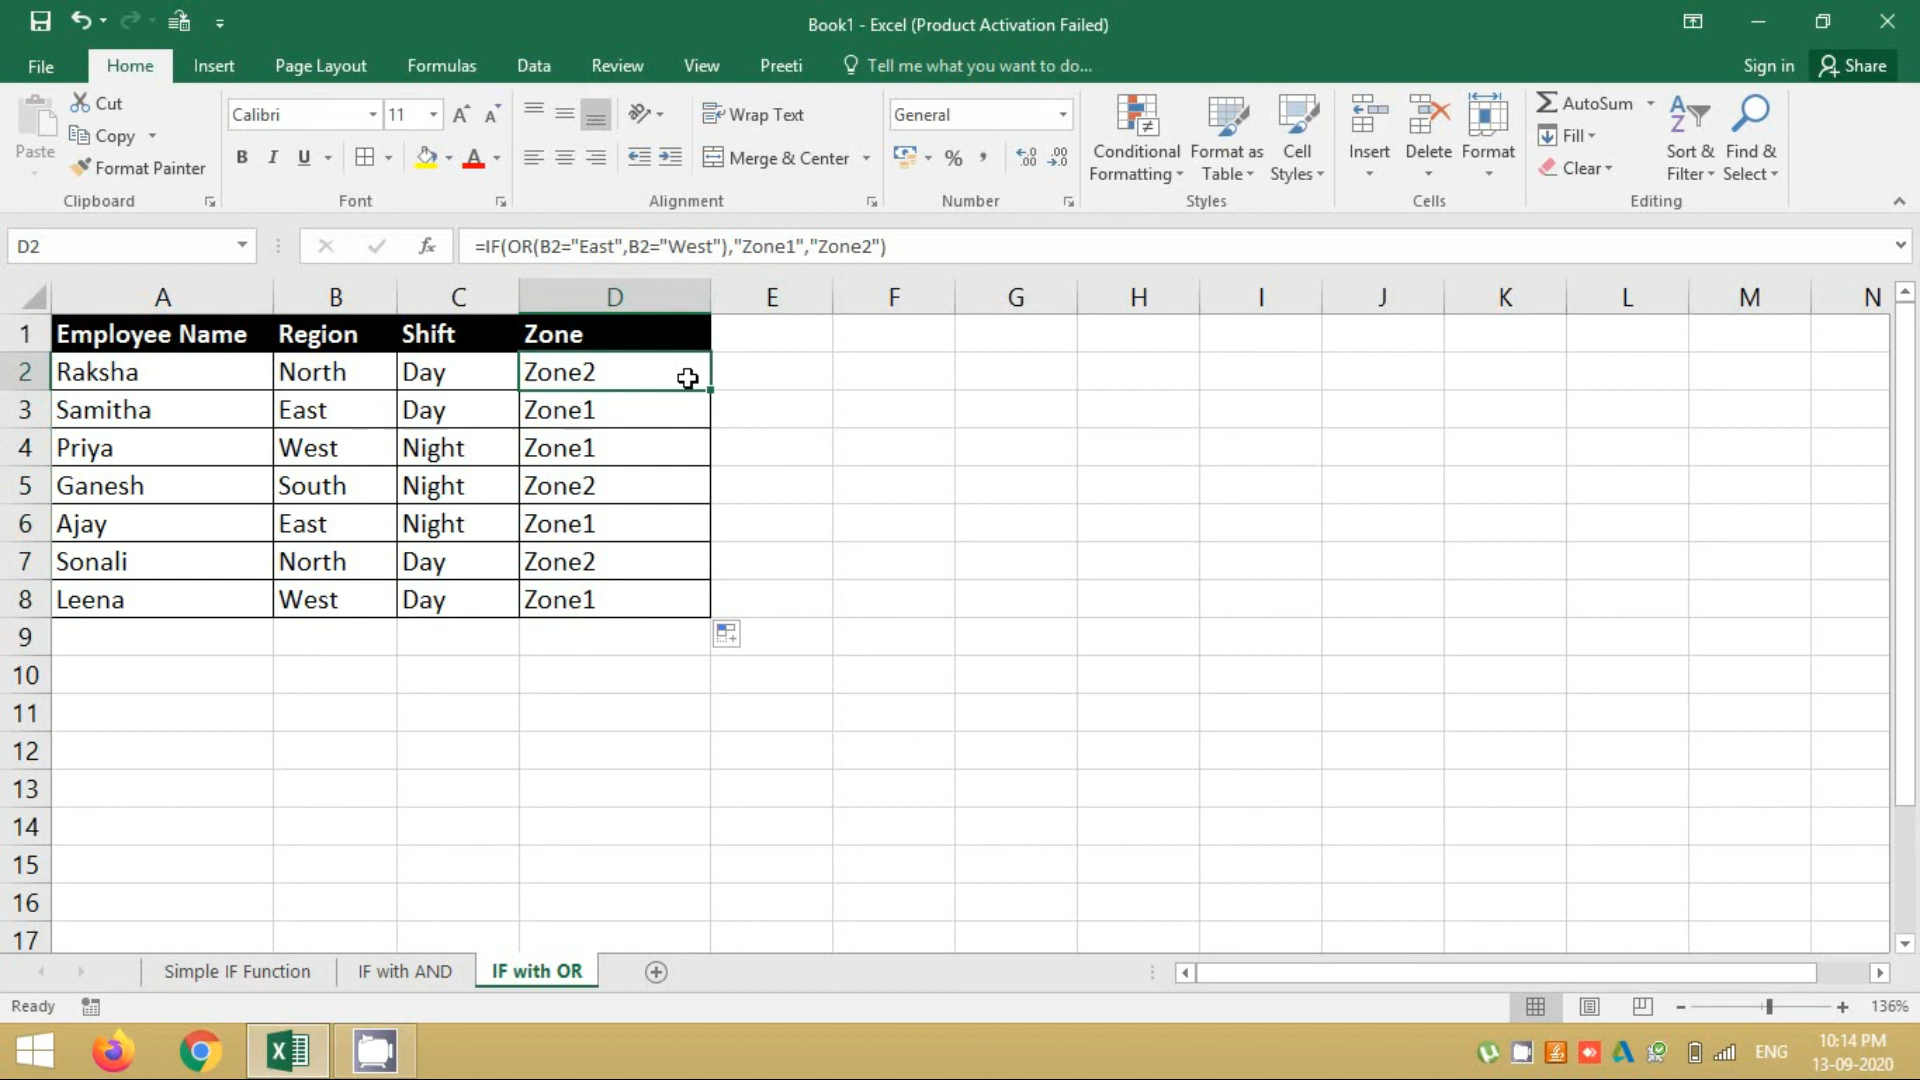 Book1 - Excel (Product Activation Failed)
File Home Insert Page Layout Formulas Data Review View Preeti Tell me what you want to do... Sign in Share
Paste
Cut
Copy
Format Painter
Clipboard
Calibri 11
B I U A
Font
Wrap Text
Merge & Center
Alignment
General
% , .00 .0
Number
Conditional Formatting
Format as Table
Cell Styles
Styles
Insert Delete Format
Cells
AutoSum
Fill
Clear
Sort & Filter
Find & Select
Editing
D2 fx =IF(OR(B2="East",B2="West"),"Zone1","Zone2")
A B C D E F G H I J K L M N
1 Employee Name Region Shift Zone
2 Raksha North Day Zone2
3 Samitha East Day Zone1
4 Priya West Night Zone1
5 Ganesh South Night Zone2
6 Ajay East Night Zone1
7 Sonali North Day Zone2
8 Leena West Day Zone1
9
10
11
12
13
14
15
16
17
Simple IF Function IF with AND IF with OR
Ready 136%
ENG 10:14 PM
13-09-2020